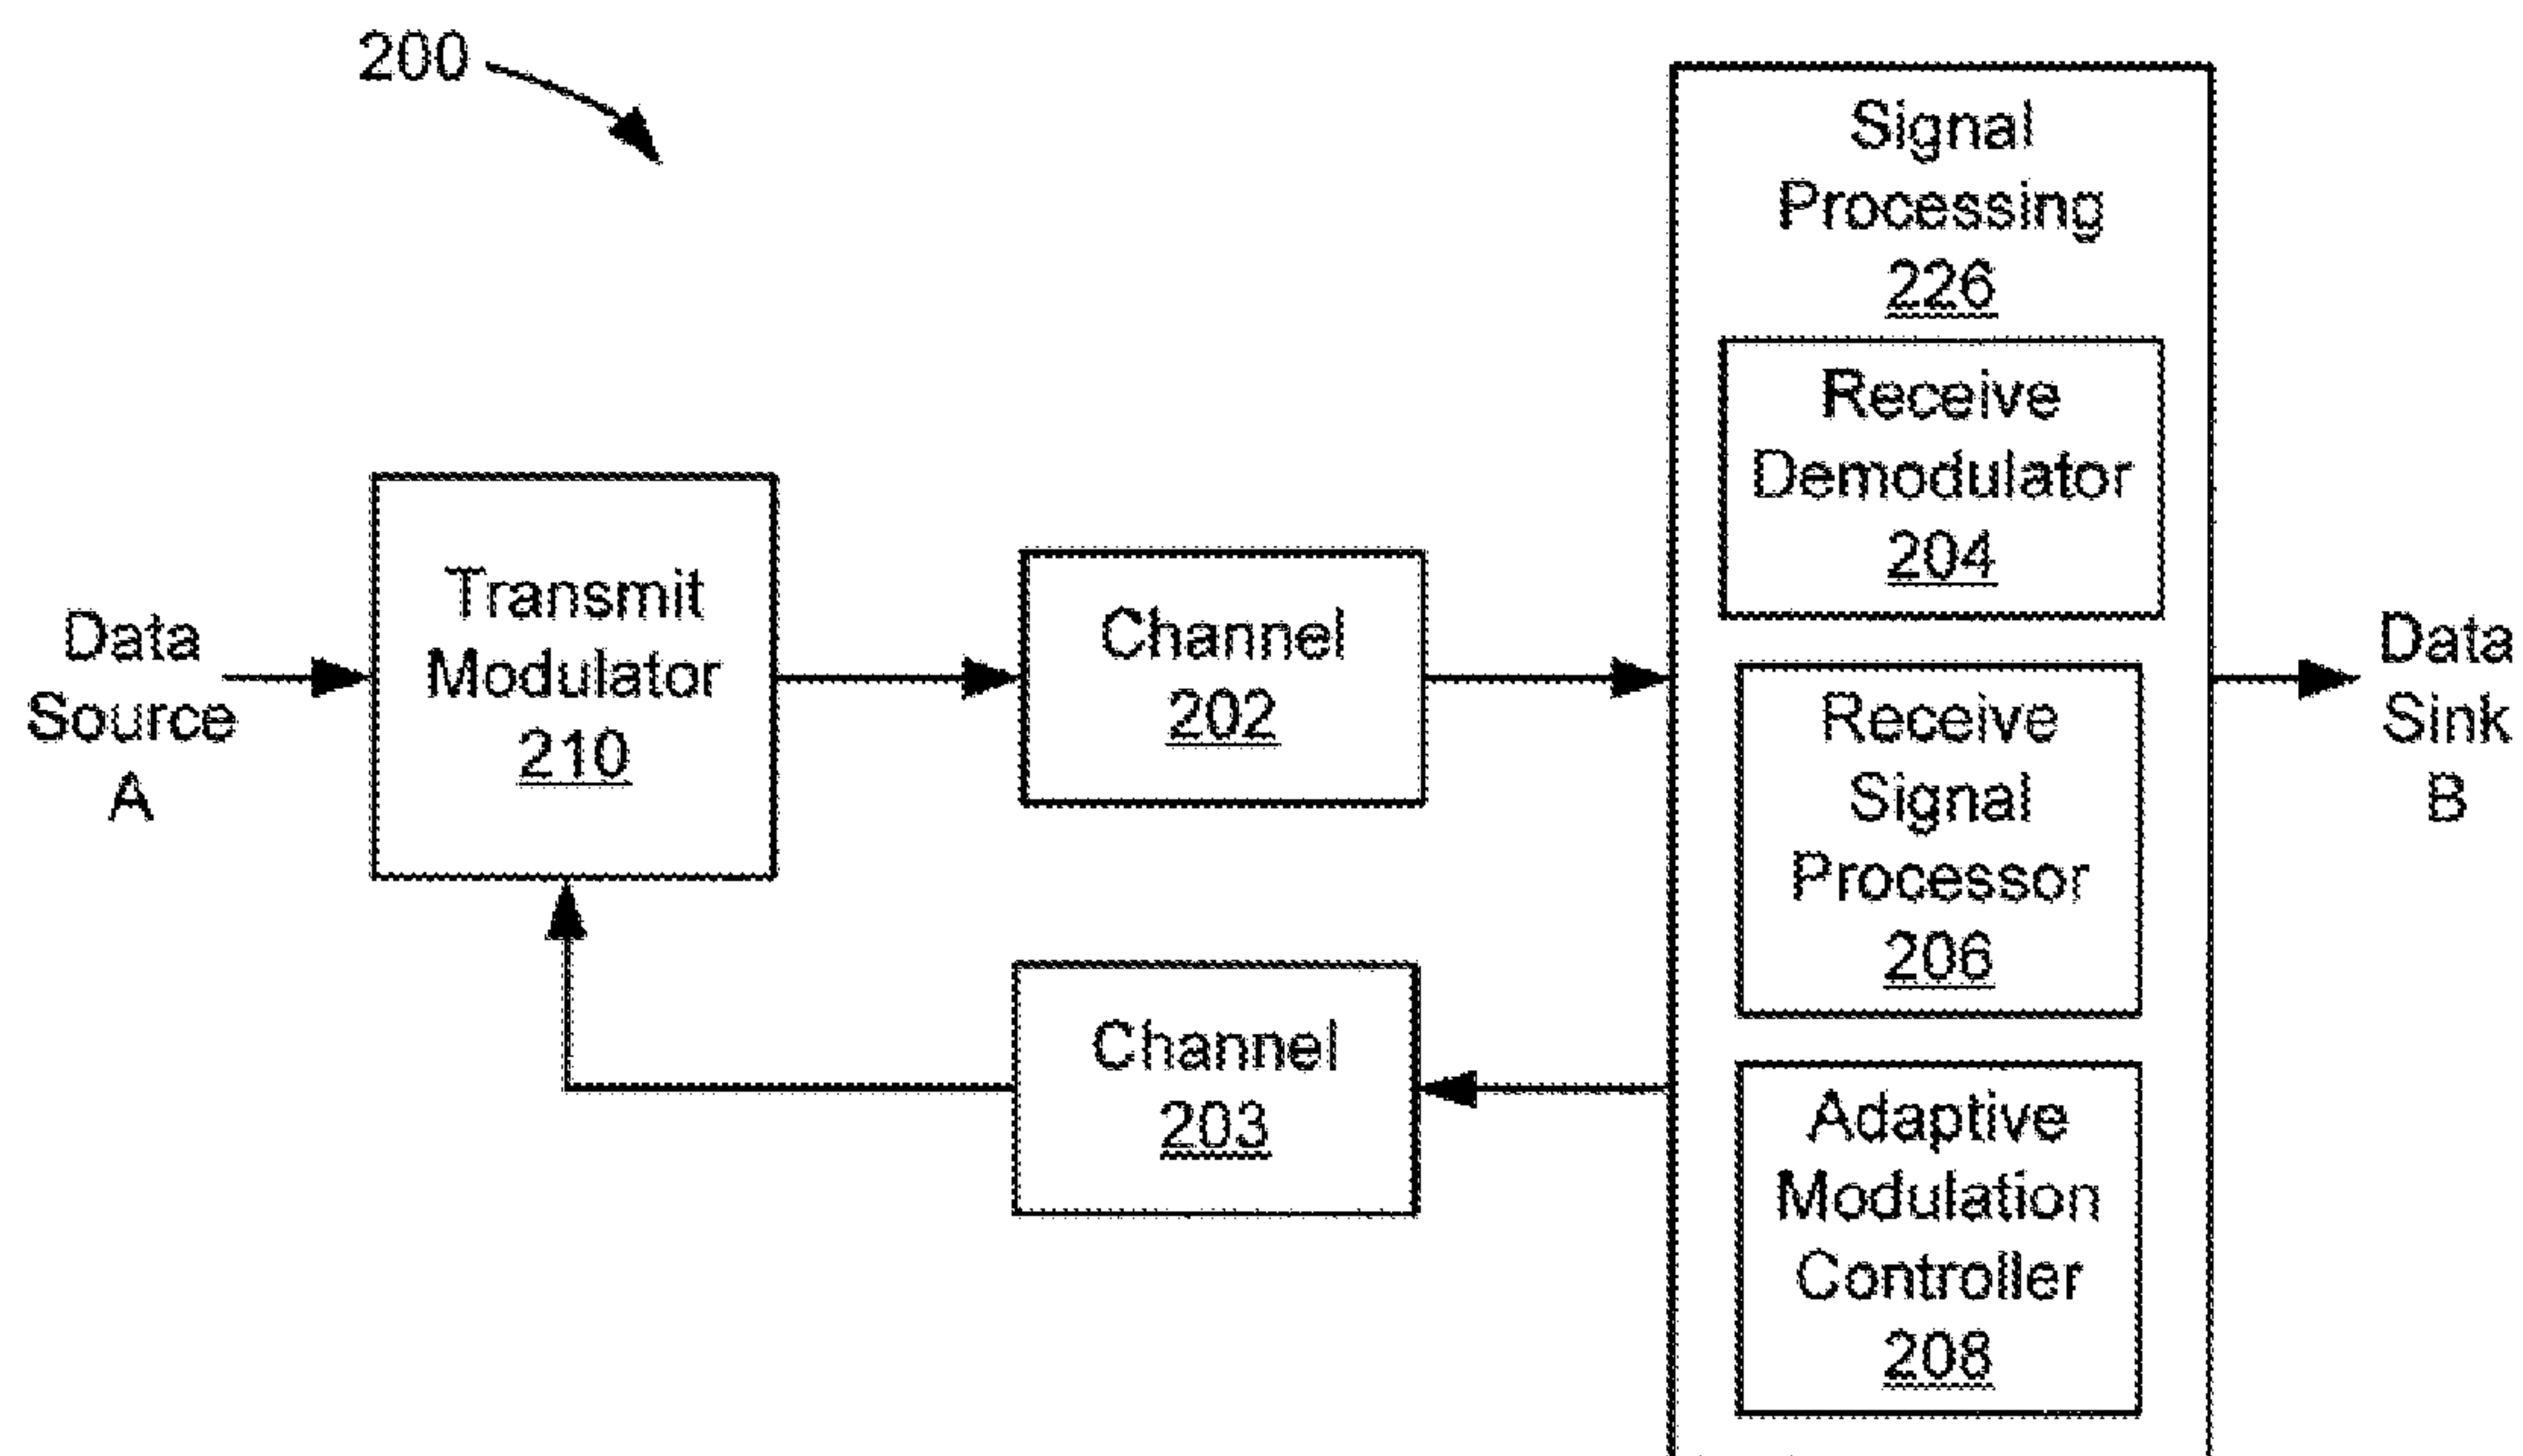 200
Signal
Processing
226
Receive
Demodulator
204
Receive
Signal
Processor
206
Adaptive
Modulation
Controller
208
Data
Source
A
Transmit
Modulator
210
Channel
202
Channel
203
Data
Sink
B